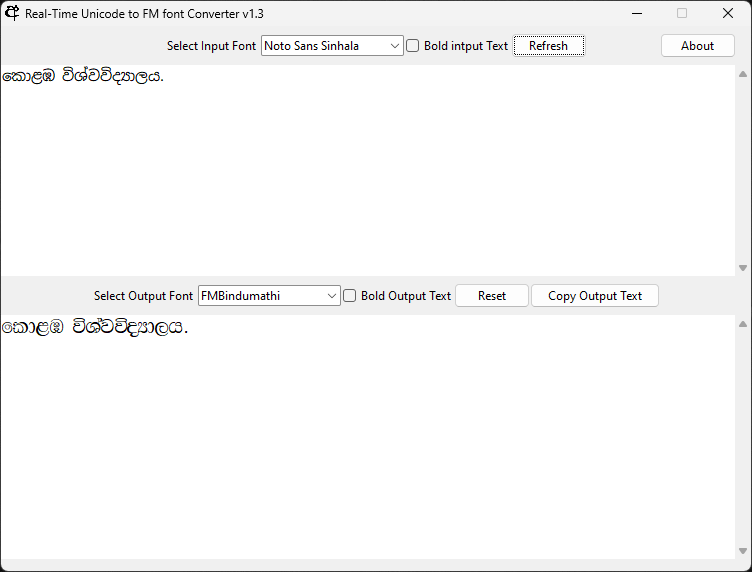 Real-Time Unicode to FM font Converter v1.3
Select Input Font Noto Sans Sinhala Bold intput Text Refresh About
කොළඹ විශ්වවිද්‍යාලය.
Select Output Font FMBindumathi Bold Output Text Reset Copy Output Text
කොළඹ විශ්වවිද්‍යාලය.